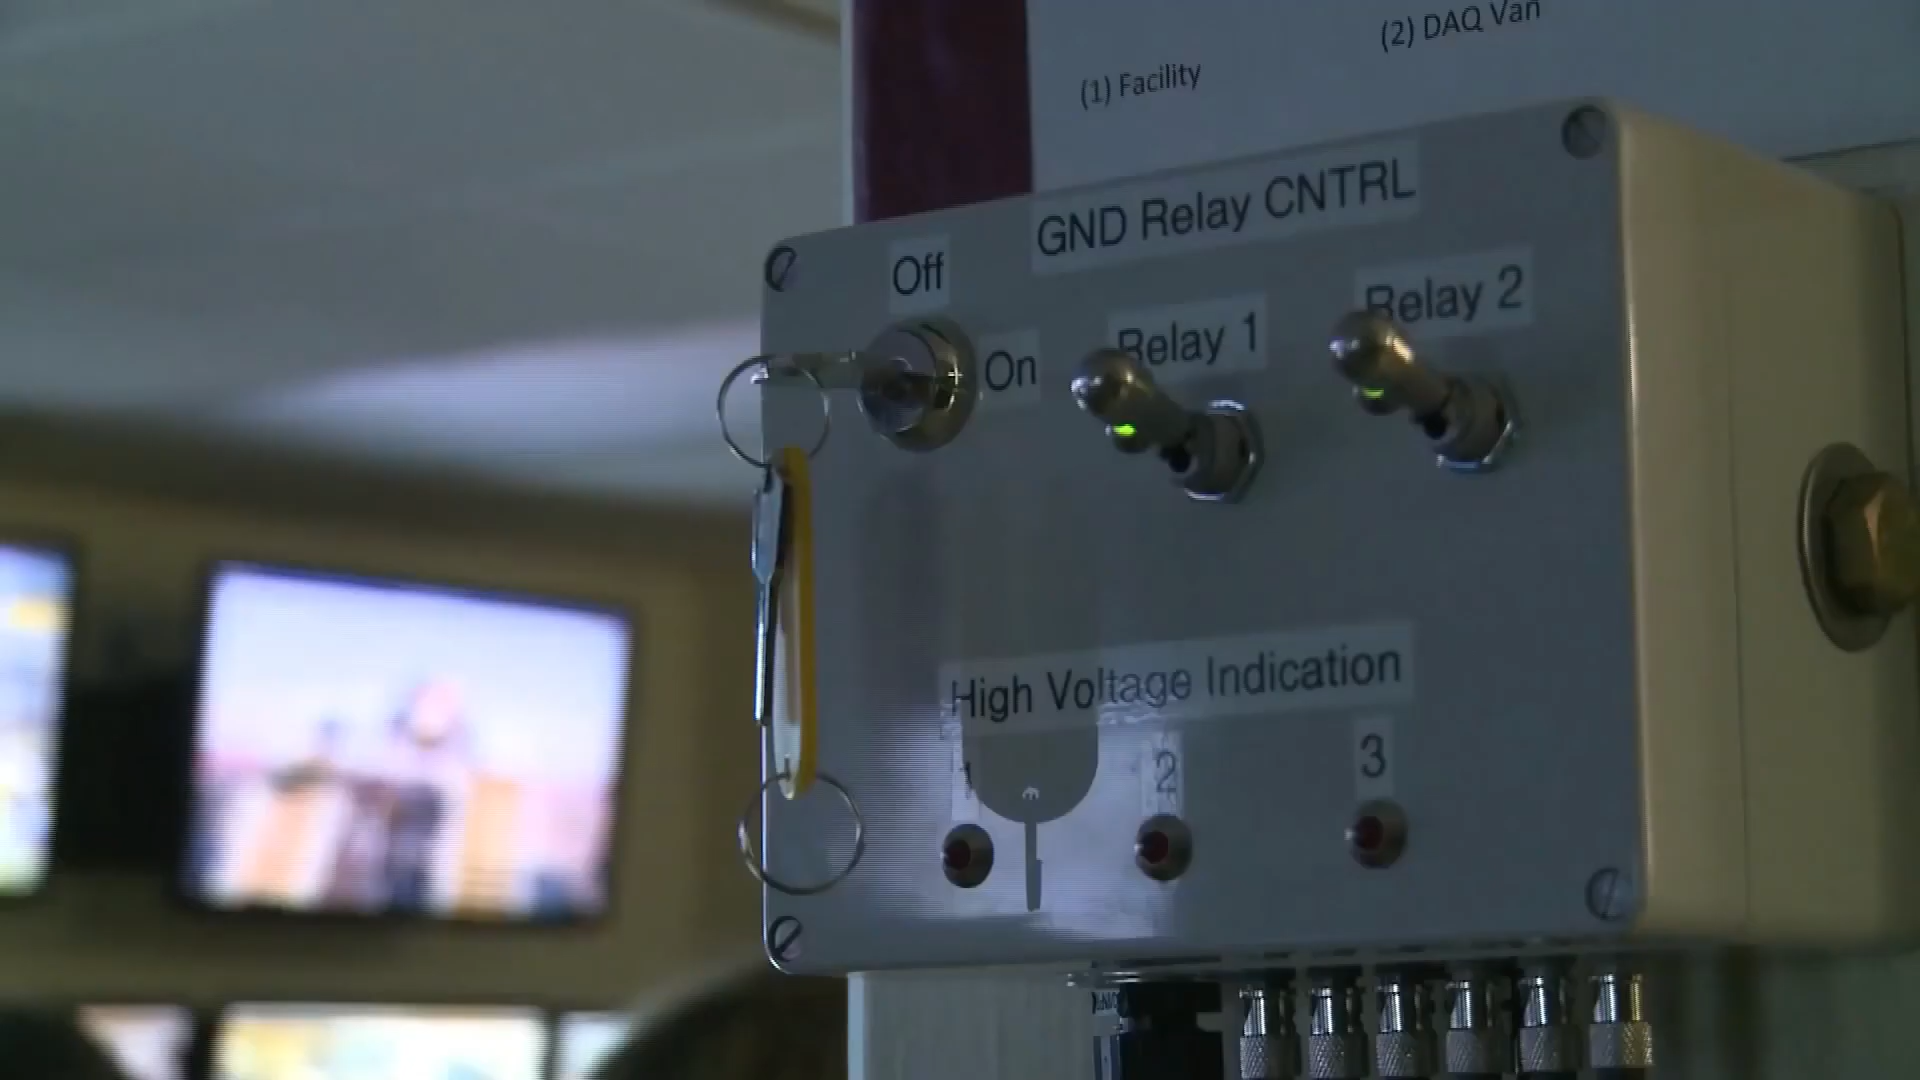 (2) DAQ Van
(1) Facility
GND Relay CNTRL
Off
On
Relay 1
Relay 2
High Voltage Indication
1
2
3